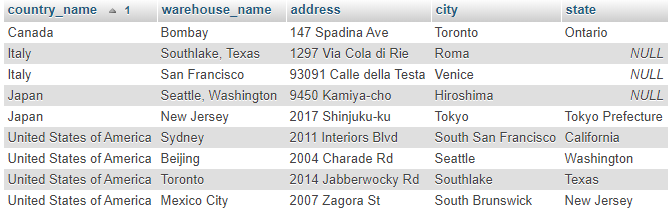 country_name 1 warehouse_name address city state
Canada Bombay 147 Spadina Ave Toronto Ontario
Italy Southlake, Texas 1297 Via Cola di Rie Roma NULL
Italy San Francisco 93091 Calle della Testa Venice NULL
Japan Seattle, Washington 9450 Kamiya-cho Hiroshima NULL
Japan New Jersey 2017 Shinjuku-ku Tokyo Tokyo Prefecture
United States of America Sydney 2011 Interiors Blvd South San Francisco California
United States of America Beijing 2004 Charade Rd Seattle Washington
United States of America Toronto 2014 Jabberwocky Rd Southlake Texas
United States of America Mexico City 2007 Zagora St South Brunswick New Jersey